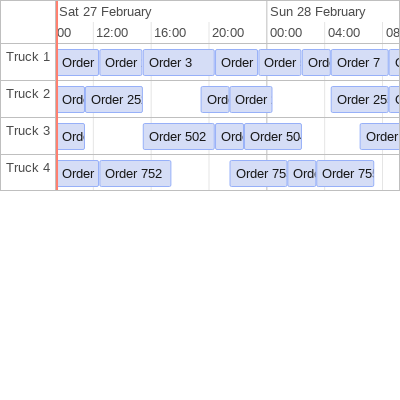 Sat 27 February Sun 28 February
00 12:00 16:00 20:00 00:00 04:00 08
Truck 1 Order Order Order 3 Order Order Ord Order 7
Truck 2 Ord Order 25 Ord Order Order 25
Truck 3 Ord Order 502 Ord Order 50 Order
Truck 4 Order Order 752 Order 75 Ord Order 75